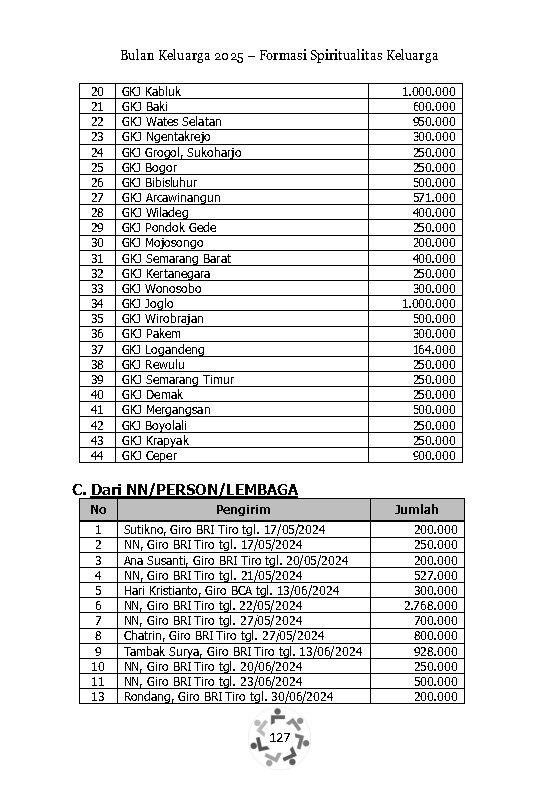 Bulan Keluarga 2025 – Formasi Spiritualitas Keluarga
20 GKJ Kabluk 1.000.000
21 GKJ Baki 600.000
22 GKJ Wates Selatan 950.000
23 GKJ Ngentakrejo 300.000
24 GKJ Grogol, Sukoharjo 250.000
25 GKJ Bogor 250.000
26 GKJ Bibisluhur 500.000
27 GKJ Arcawinangun 571.000
28 GKJ Wiladeg 400.000
29 GKJ Pondok Gede 250.000
30 GKJ Mojosongo 200.000
31 GKJ Semarang Barat 400.000
32 GKJ Kertanegara 250.000
33 GKJ Wonosobo 300.000
34 GKJ Joglo 1.000.000
35 GKJ Wirobrajan 500.000
36 GKJ Pakem 300.000
37 GKJ Logandeng 164.000
38 GKJ Rewulu 250.000
39 GKJ Semarang Timur 250.000
40 GKJ Demak 250.000
41 GKJ Mergangsan 500.000
42 GKJ Boyolali 250.000
43 GKJ Krapyak 250.000
44 GKJ Ceper 900.000
C. Dari NN/PERSON/LEMBAGA
No Pengirim Jumlah
1 Sutikno, Giro BRI Tiro tgl. 17/05/2024 200.000
2 NN, Giro BRI Tiro tgl. 17/05/2024 250.000
3 Ana Susanti, Giro BRI Tiro tgl. 20/05/2024 200.000
4 NN, Giro BRI Tiro tgl. 21/05/2024 527.000
5 Hari Kristianto, Giro BCA tgl. 13/06/2024 300.000
6 NN, Giro BRI Tiro tgl. 22/05/2024 2.768.000
7 NN, Giro BRI Tiro tgl. 27/05/2024 700.000
8 Chatrin, Giro BRI Tiro tgl. 27/05/2024 800.000
9 Tambak Surya, Giro BRI Tiro tgl. 13/06/2024 928.000
10 NN, Giro BRI Tiro tgl. 20/06/2024 250.000
11 NN, Giro BRI Tiro tgl. 23/06/2024 500.000
13 Rondang, Giro BRI Tiro tgl. 30/06/2024 200.000
127